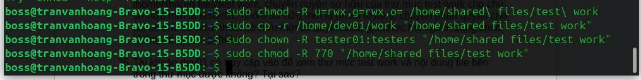 boss@tranvanhoang-Bravo-15-B5DD:~$ sudo chmod -R u=rwx,g=rwx,o= /home/shared\ files/test\ work
boss@tranvanhoang-Bravo-15-B5DD:~$ sudo cp -r /home/dev01/work "/home/shared files/test work"
boss@tranvanhoang-Bravo-15-B5DD:~$ sudo chown -R tester01:testers "/home/shared files/test work"
boss@tranvanhoang-Bravo-15-B5DD:~$ sudo chmod -R 770 "/home/shared files/test work"
boss@tranvanhoang-Bravo-15-B5DD:~$